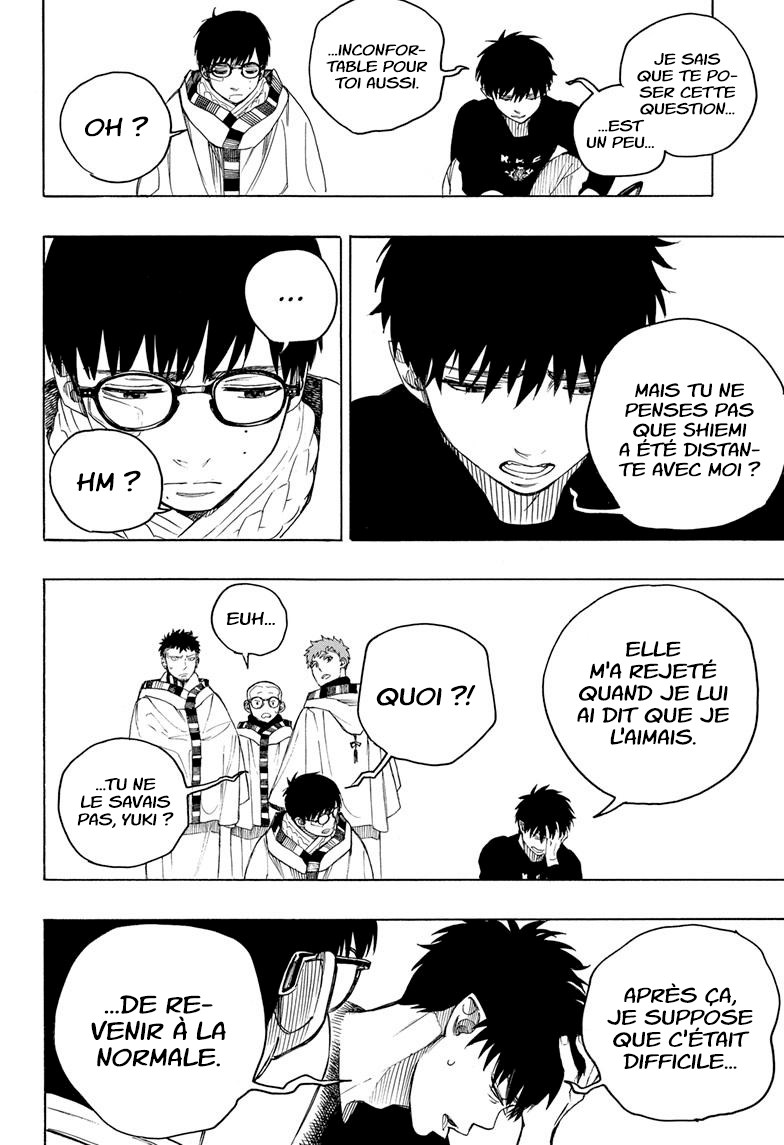 JE SAIS
QUE TE PO-
SER CETTE
QUESTION...
...EST
UN PEU...
...INCONFOR-
TABLE POUR
TOI AUSSI.
OH ?
MAIS TU NE
PENSES PAS
QUE SHIEMI
A ÉTÉ DISTAN-
TE AVEC MOI ?
...
HM ?
ELLE
M'A REJETÉ
QUAND JE LUI
AI DIT QUE JE
L'AIMAIS.
QUOI ?!
EUH...
...TU NE
LE SAVAIS
PAS, YUKI ?
APRÈS ÇA,
JE SUPPOSE
QUE C'ÉTAIT
DIFFICILE...
...DE RE-
VENIR À LA
NORMALE.